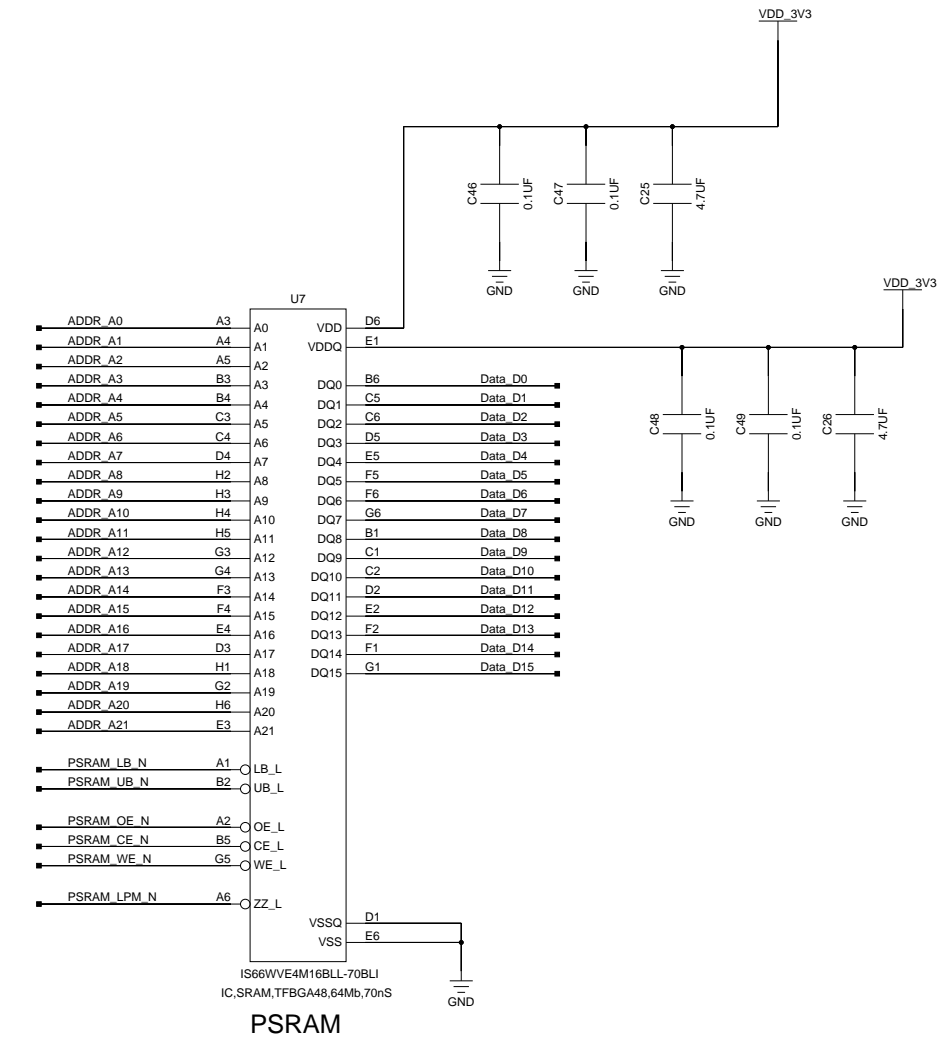 VDD_3V3
C46 0.1UF C47 0.1UF C25 4.7UF
GND GND GND
VDD_3V3
U7
ADDR_A0 A3 A0 VDD D6
ADDR_A1 A4 A1 VDDQ E1
ADDR_A2 A5 A2
ADDR_A3 B3 A3 DQ0 B6 Data_D0
ADDR_A4 B4 A4 DQ1 C5 Data_D1
ADDR_A5 C3 A5 DQ2 C6 Data_D2
ADDR_A6 C4 A6 DQ3 D5 Data_D3
ADDR_A7 D4 A7 DQ4 E5 Data_D4
ADDR_A8 H2 A8 DQ5 F5 Data_D5
ADDR_A9 H3 A9 DQ6 F6 Data_D6
ADDR_A10 H4 A10 DQ7 G6 Data_D7
ADDR_A11 H5 A11 DQ8 B1 Data_D8
ADDR_A12 G3 A12 DQ9 C1 Data_D9
ADDR_A13 G4 A13 DQ10 C2 Data_D10
ADDR_A14 F3 A14 DQ11 D2 Data_D11
ADDR_A15 F4 A15 DQ12 E2 Data_D12
ADDR_A16 E4 A16 DQ13 F2 Data_D13
ADDR_A17 D3 A17 DQ14 F1 Data_D14
ADDR_A18 H1 A18 DQ15 G1 Data_D15
ADDR_A19 G2 A19
ADDR_A20 H6 A20
ADDR_A21 E3 A21
C48 0.1UF C49 0.1UF C26 4.7UF
GND GND GND
PSRAM_LB_N A1 LB_L
PSRAM_UB_N B2 UB_L
PSRAM_OE_N A2 OE_L
PSRAM_CE_N B5 CE_L
PSRAM_WE_N G5 WE_L
PSRAM_LPM_N A6 ZZ_L
VSSQ D1
VSS E6
GND
IS66WVE4M16BLL-70BLI
IC,SRAM,TFBGA48,64Mb,70nS
PSRAM